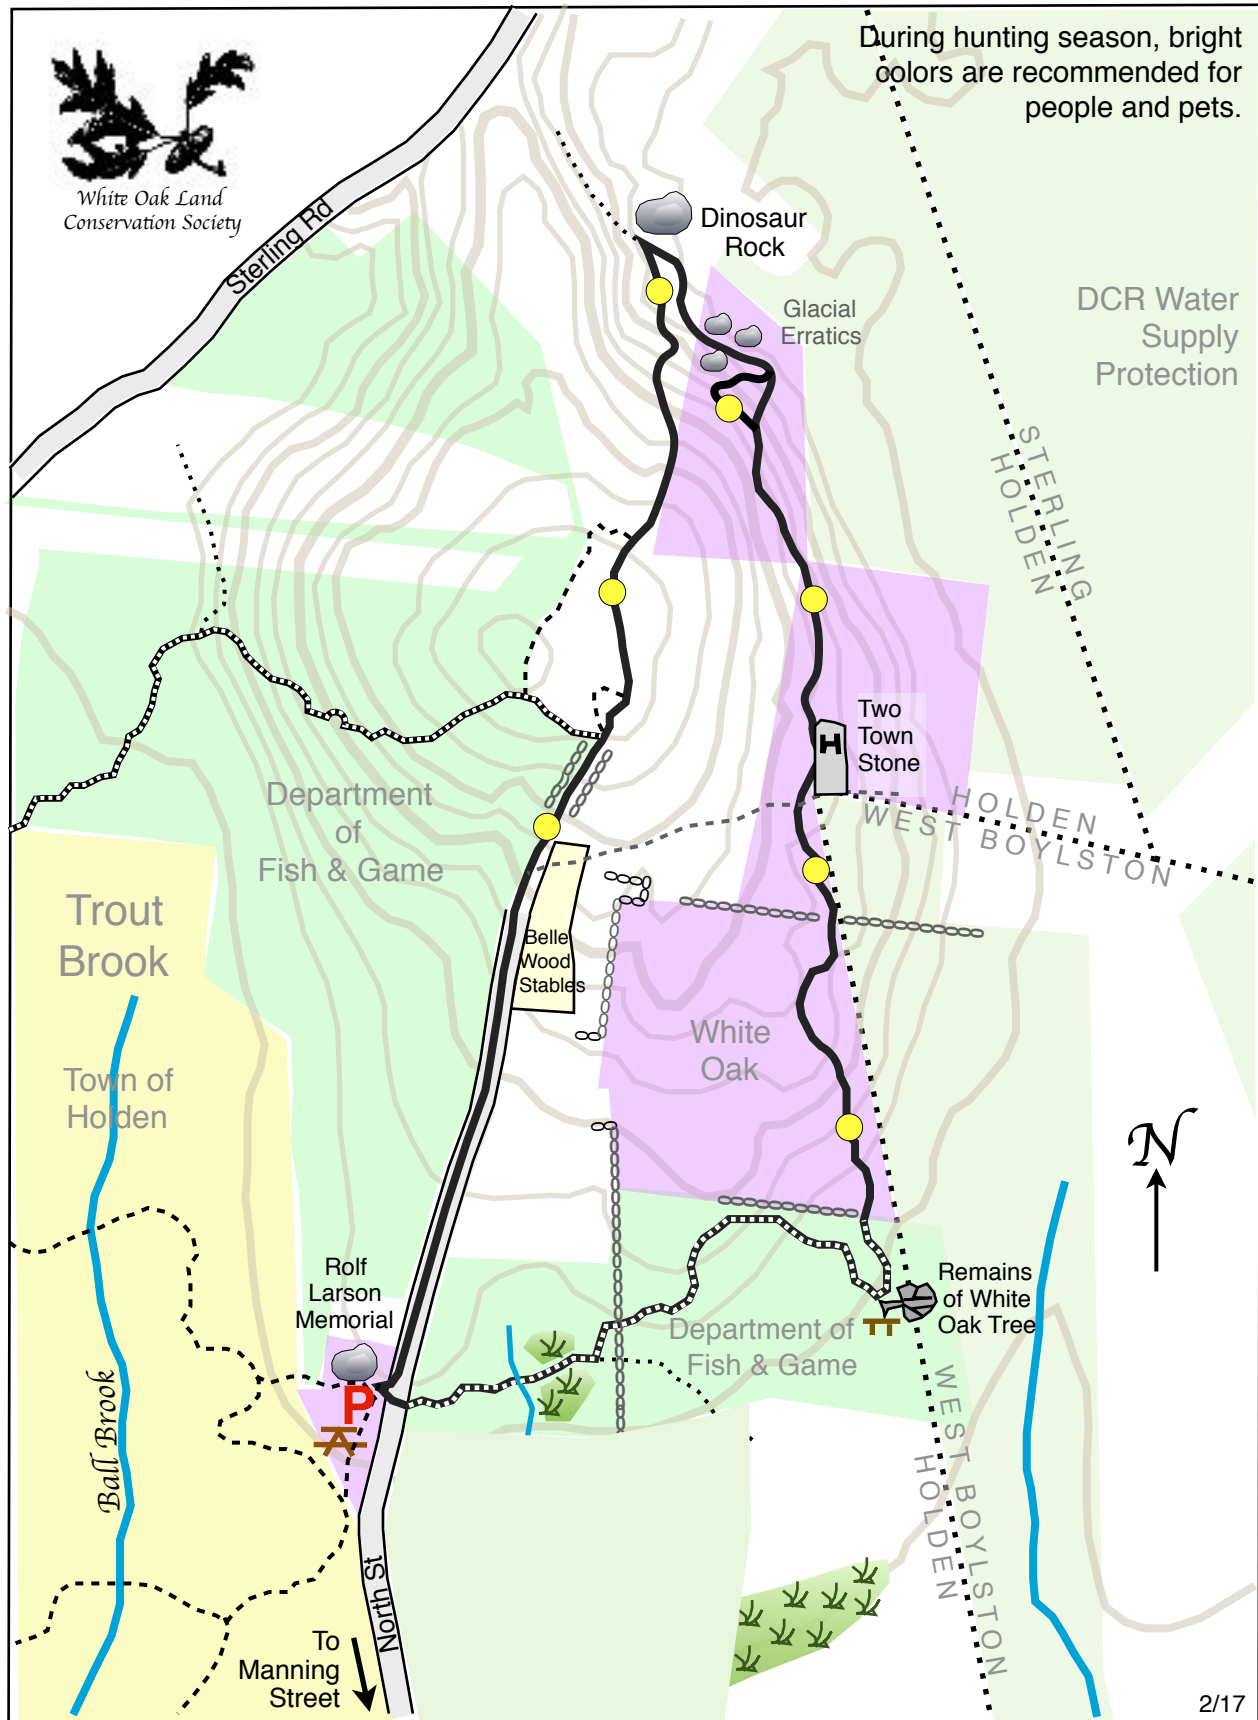 During hunting season, bright
colors are recommended for
people and pets.
White Oak Land
Conservation Society
Sterling Rd
Dinosaur
Rock
Glacial
Erratics
DCR Water
Supply
Protection
STERLING
HOLDEN
Two
Town
Stone
H
HOLDEN
WEST BOYLSTON
Department
of
Fish & Game
Trout
Brook
Belle
Wood
Stables
White
Oak
Town of
Holden
N
Rolf
Larson
Memorial
Remains
of White
Oak Tree
Department of
Fish & Game
P
WEST BOYLSTON
HOLDEN
Ball Brook
North St
To
Manning
Street
2/17